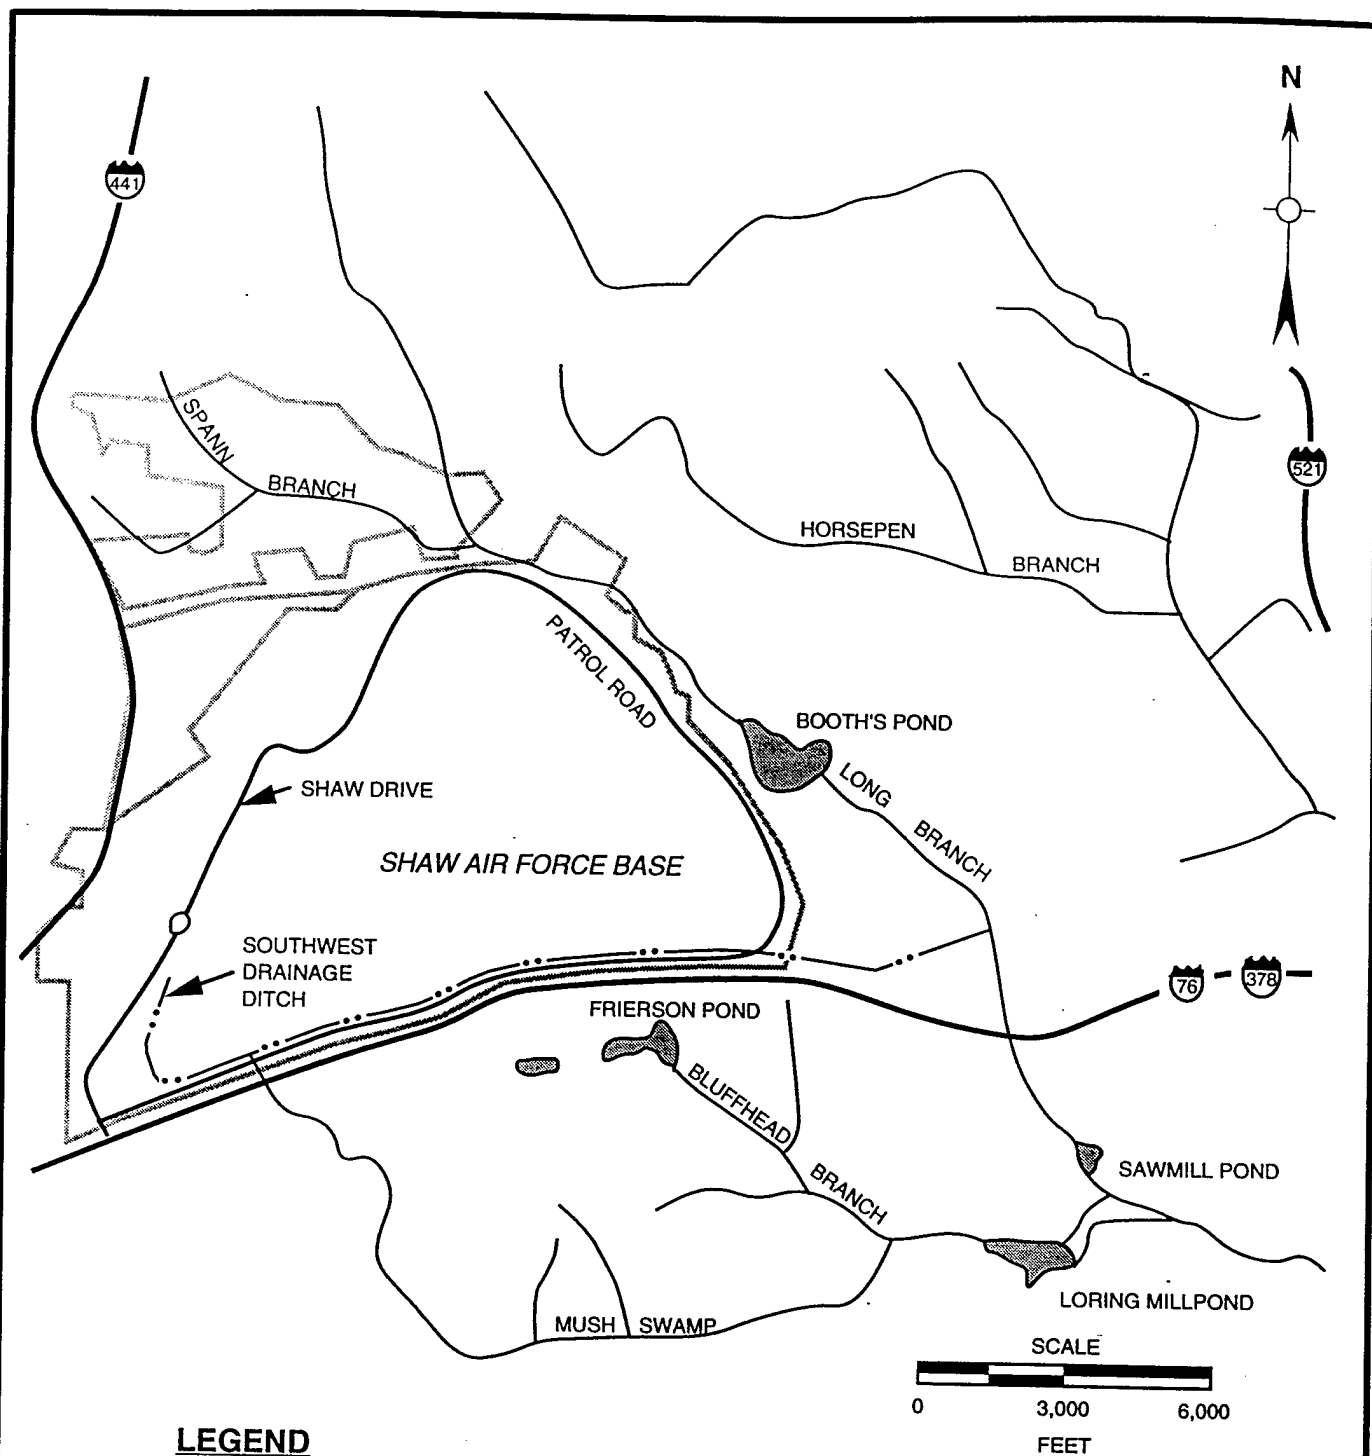 N
441
521
SPANN
BRANCH
HORSEPEN
BRANCH
PATROL ROAD
BOOTH'S POND
LONG
BRANCH
SHAW DRIVE
SHAW AIR FORCE BASE
SOUTHWEST
DRAINAGE
DITCH
76
378
FRIERSON POND
BLUFFHEAD
BRANCH
SAWMILL POND
LORING MILLPOND
MUSH SWAMP
SCALE
0 3,000 6,000
FEET
LEGEND